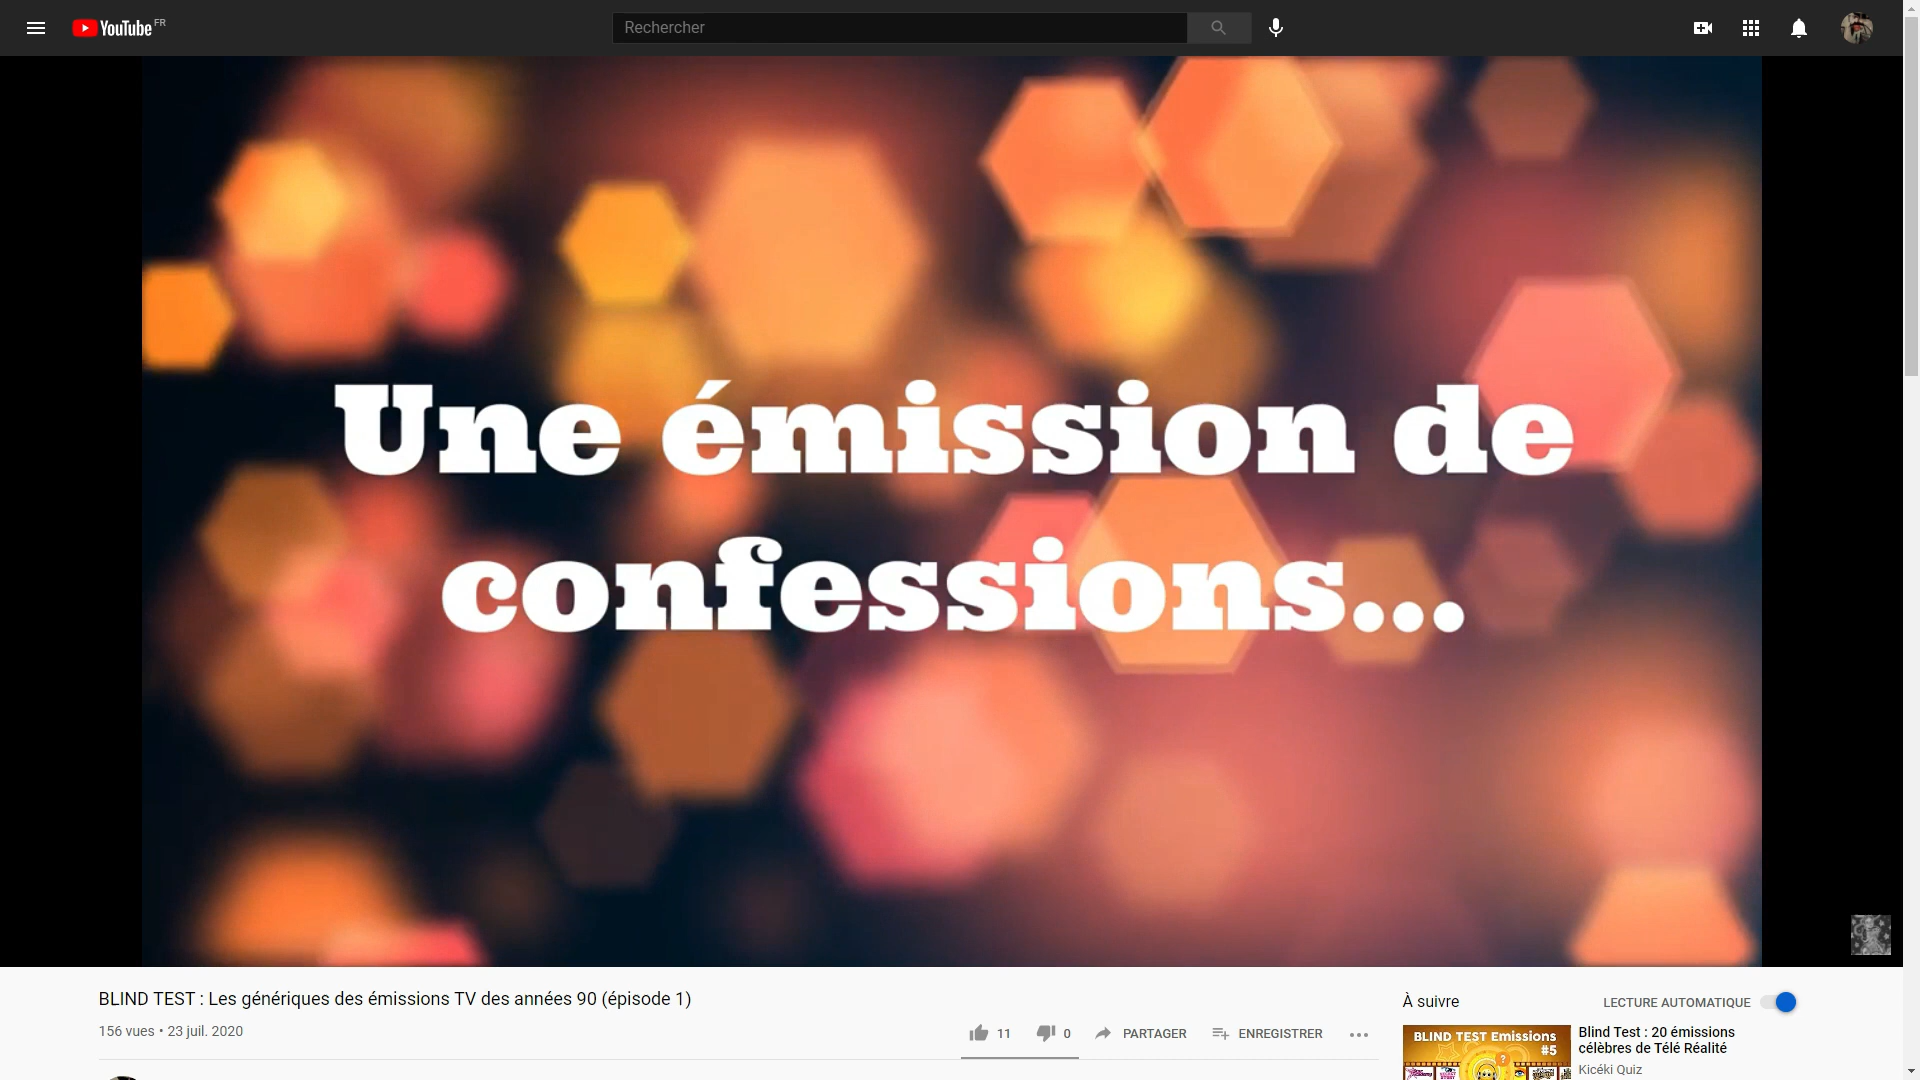 YouTube FR
Rechercher
Une émission de
confessions...
BLIND TEST : Les génériques des émissions TV des années 90 (épisode 1)
156 vues • 23 juil. 2020
11
0
PARTAGER
ENREGISTRER
À suivre
LECTURE AUTOMATIQUE
BLIND TEST Emissions
#5
Blind Test : 20 émissions
célèbres de Télé Réalité
Kicéki Quiz